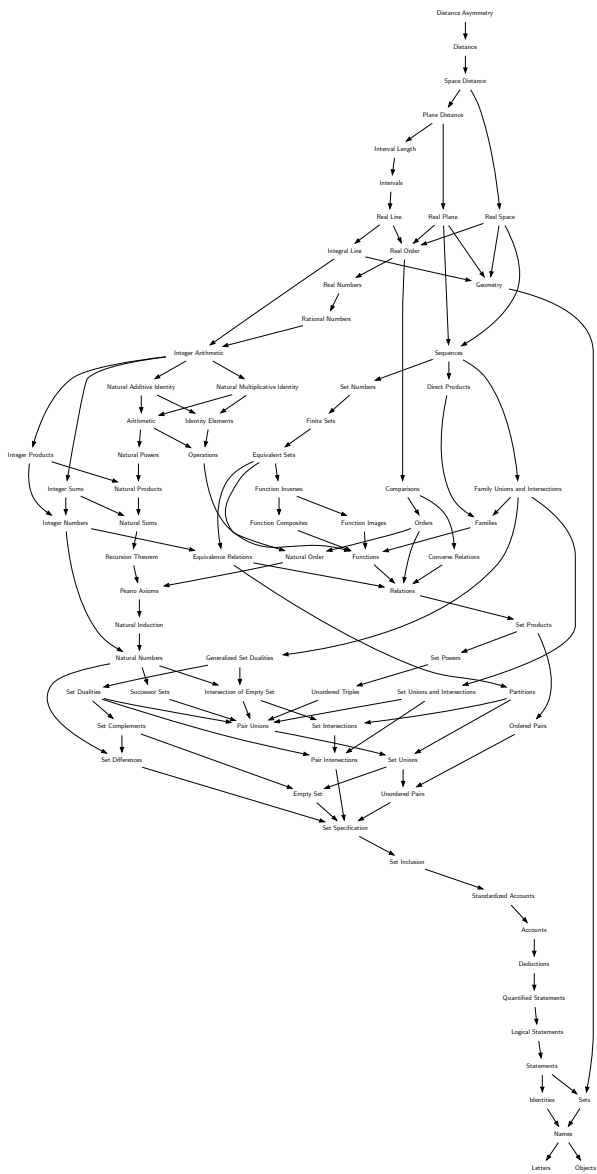 Distance Asymmetry
Distance
Space Distance
Plane Distance
Interval Length
Intervals
Real Line Real Plane Real Space
Integral Line Real Order
Real Numbers Geometry
Rational Numbers
Integer Arithmetic Sequences
Natural Additive Identity Natural Multiplicative Identity Set Numbers Direct Products
Arithmetic Identity Elements Finite Sets
Integer Products Natural Powers Operations Equivalent Sets
Integer Sums Natural Products Function Inverses Comparisons Family Unions and Intersections
Integer Numbers Natural Sums Function Composites Function Images Orders Families
Recursion Theorem Equivalence Relations Natural Order Functions Converse Relations
Peano Axioms Relations
Natural Induction Set Products
Natural Numbers Generalized Set Dualities Set Powers
Set Dualities Successor Sets Intersection of Empty Set Unordered Triples Set Unions and Intersections Partitions
Set Complements Pair Unions Set Intersections Ordered Pairs
Set Differences Pair Intersections Set Unions
Empty Set Unordered Pairs
Set Specification
Set Inclusion
Standardized Accounts
Accounts
Deductions
Quantified Statements
Logical Statements
Statements
Identities Sets
Names
Letters Objects